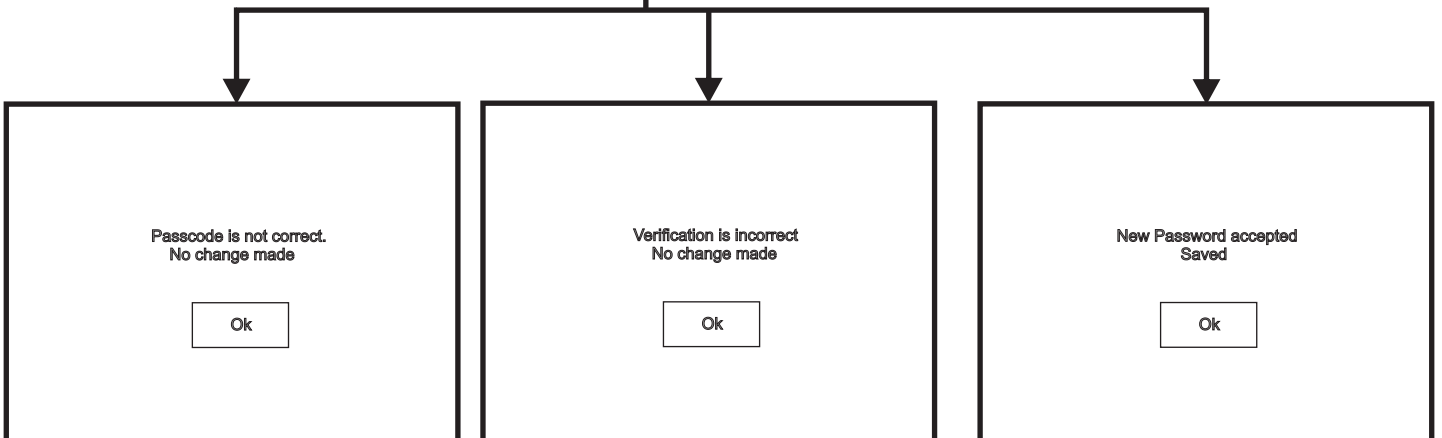 Passcode is not correct.
No change made
Ok
Verification is incorrect
No change made
Ok
New Password accepted
Saved
Ok